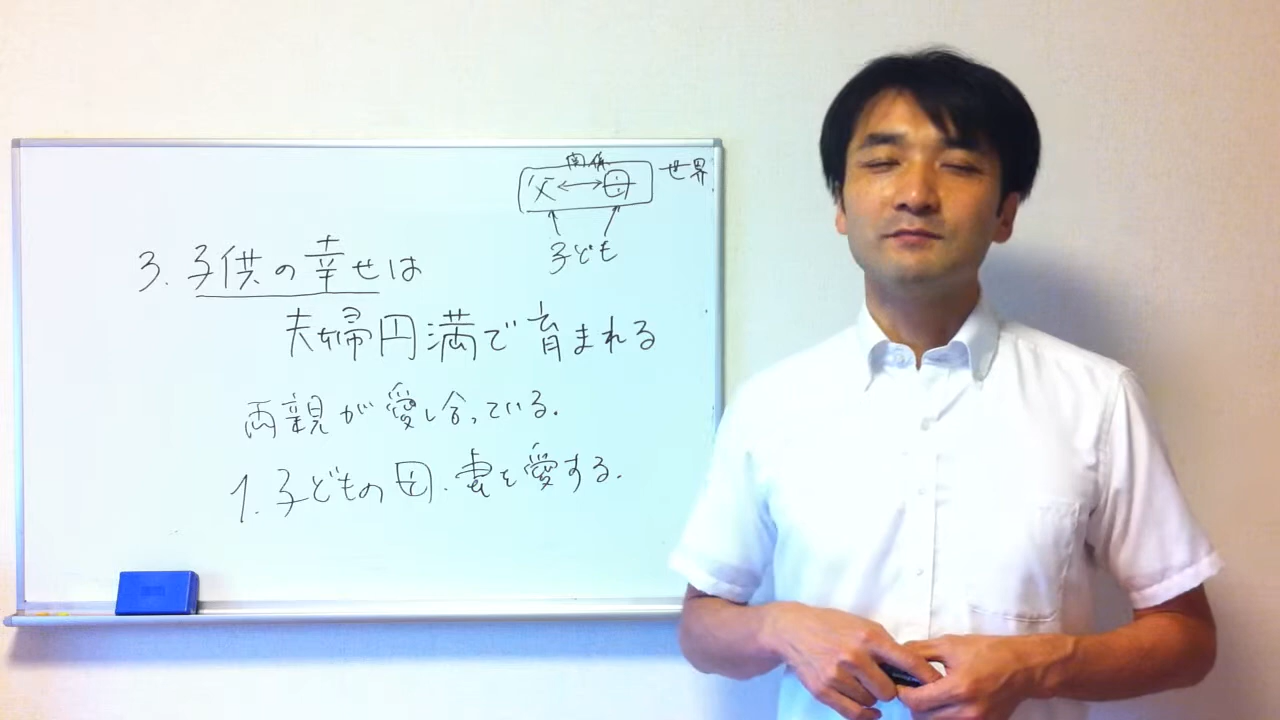 関係
父 ↔ 母 世界
子ども
3. 子供の幸せは
夫婦円満で育まれる
両親が愛し合っている.
1. 子どもの母.妻を愛する.